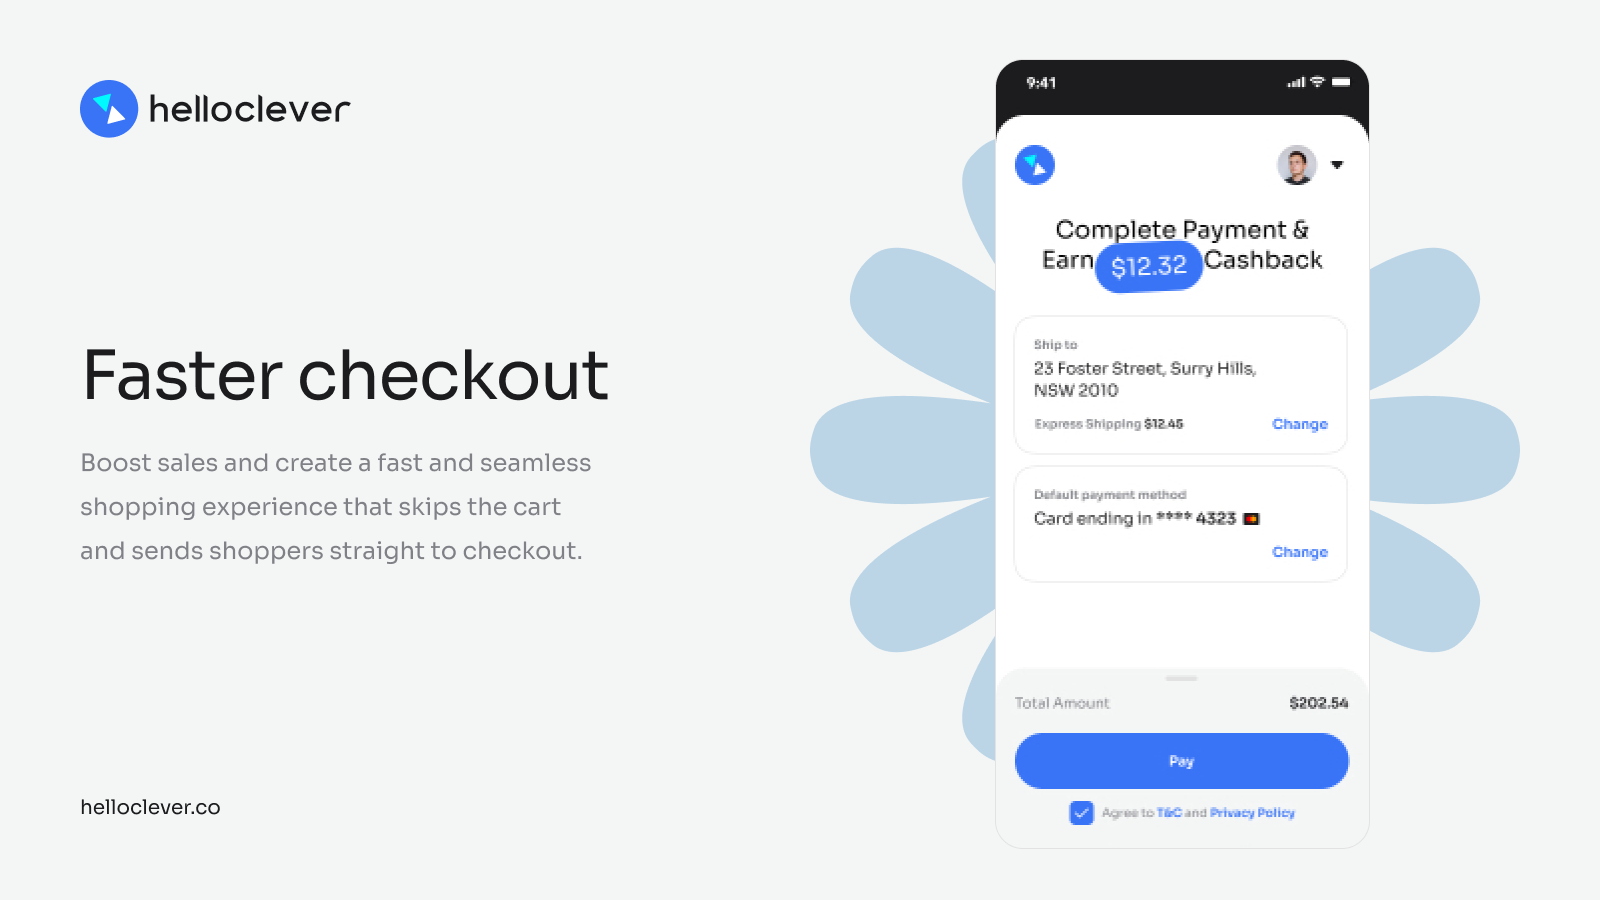 helloclever
Faster checkout
Boost sales and create a fast and seamless
shopping experience that skips the cart
and sends shoppers straight to checkout.
helloclever.co
9:41
Complete Payment &
Earn $12.32 Cashback
Ship to
23 Foster Street, Surry Hills,
NSW 2010
Express Shipping $12.45 Change
Default payment method
Card ending in **** 4323
Change
Total Amount $202.54
Pay
Agree to T&C and Privacy Policy